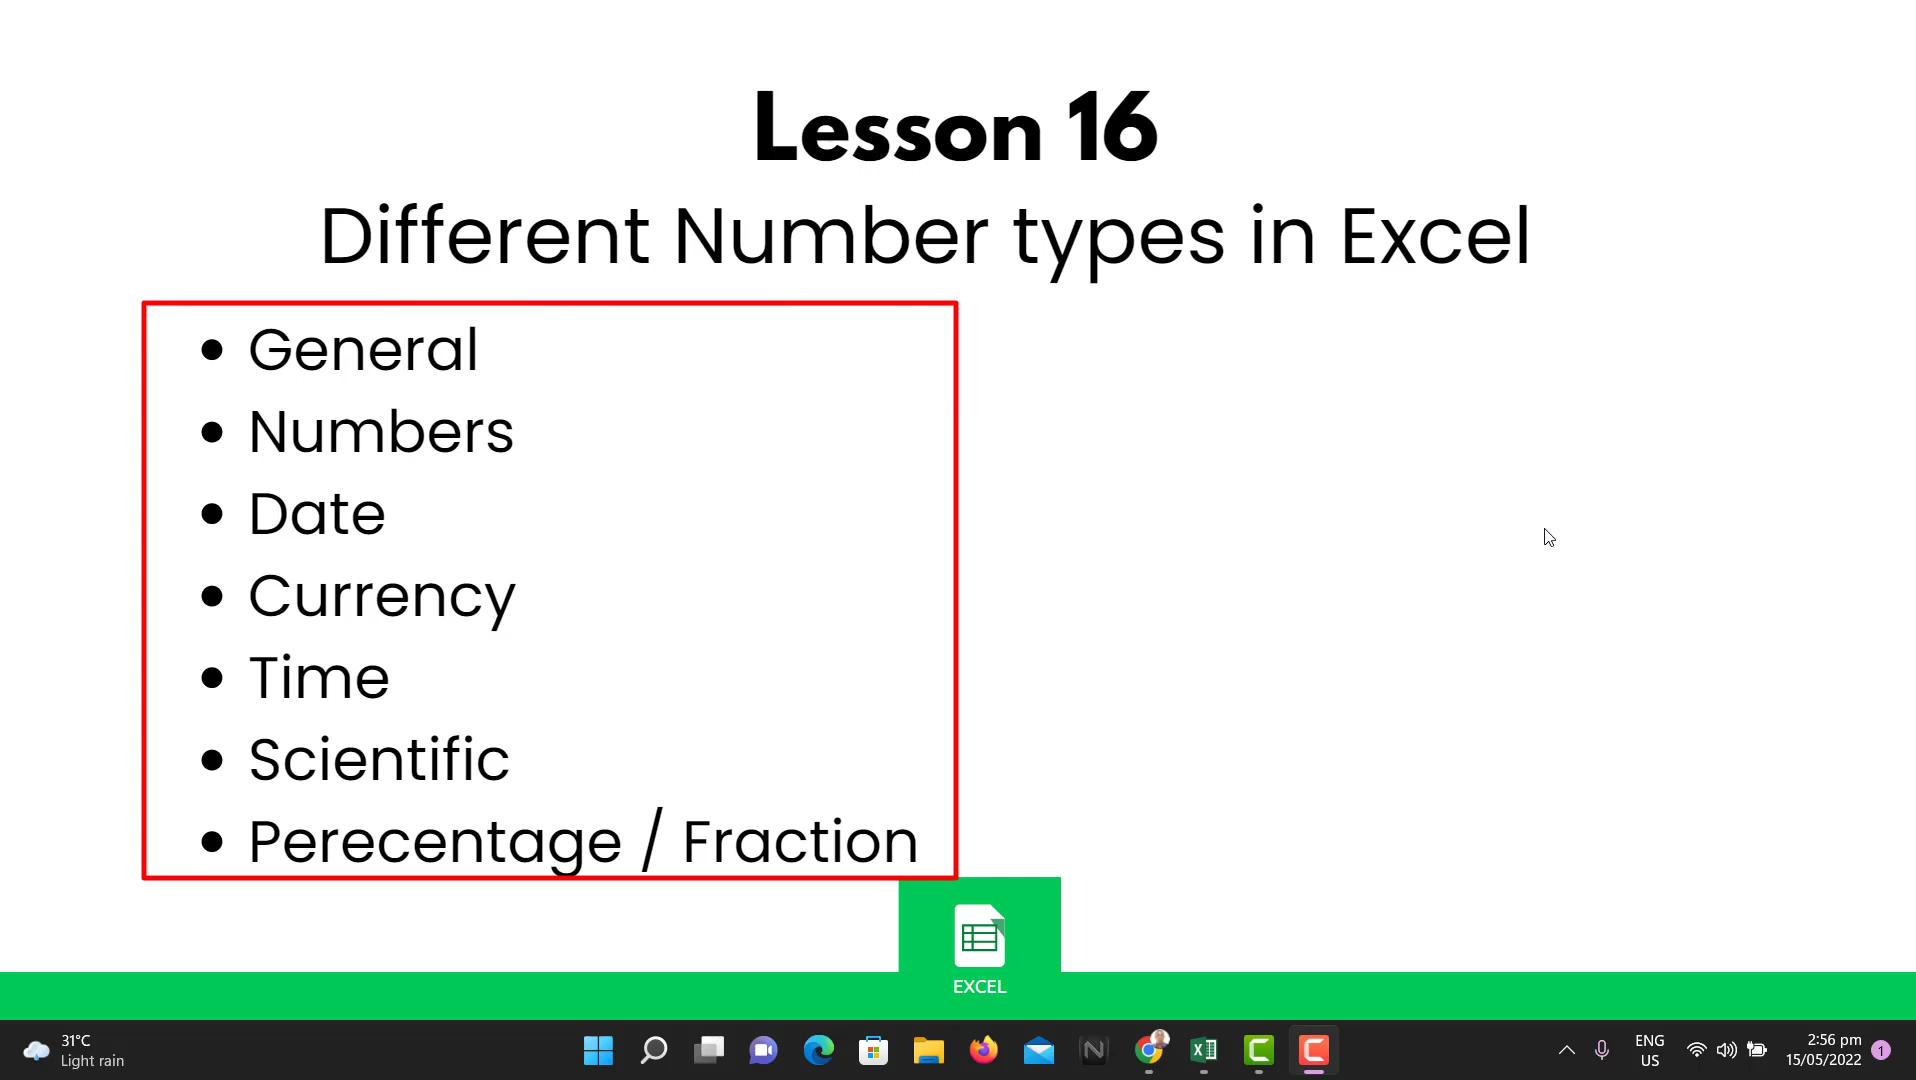 Lesson 16
Different Number types in Excel
• General
• Numbers
• Date
• Currency
• Time
• Scientific
• Perecentage / Fraction
EXCEL
31°C
Light rain
ENG
US
2:56 pm
15/05/2022
1